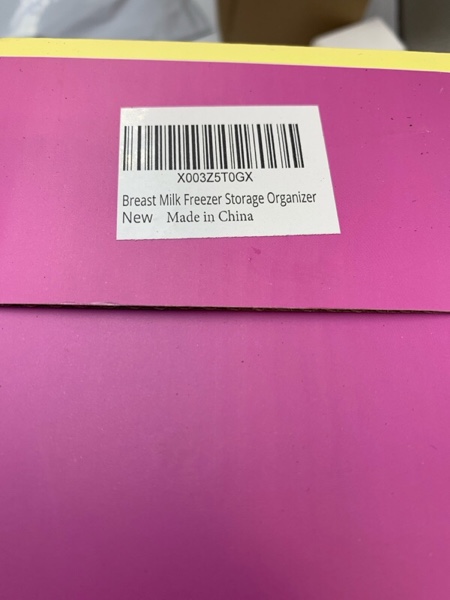 X003Z5T0GX
Breast Milk Freezer Storage Organizer
New Made in China